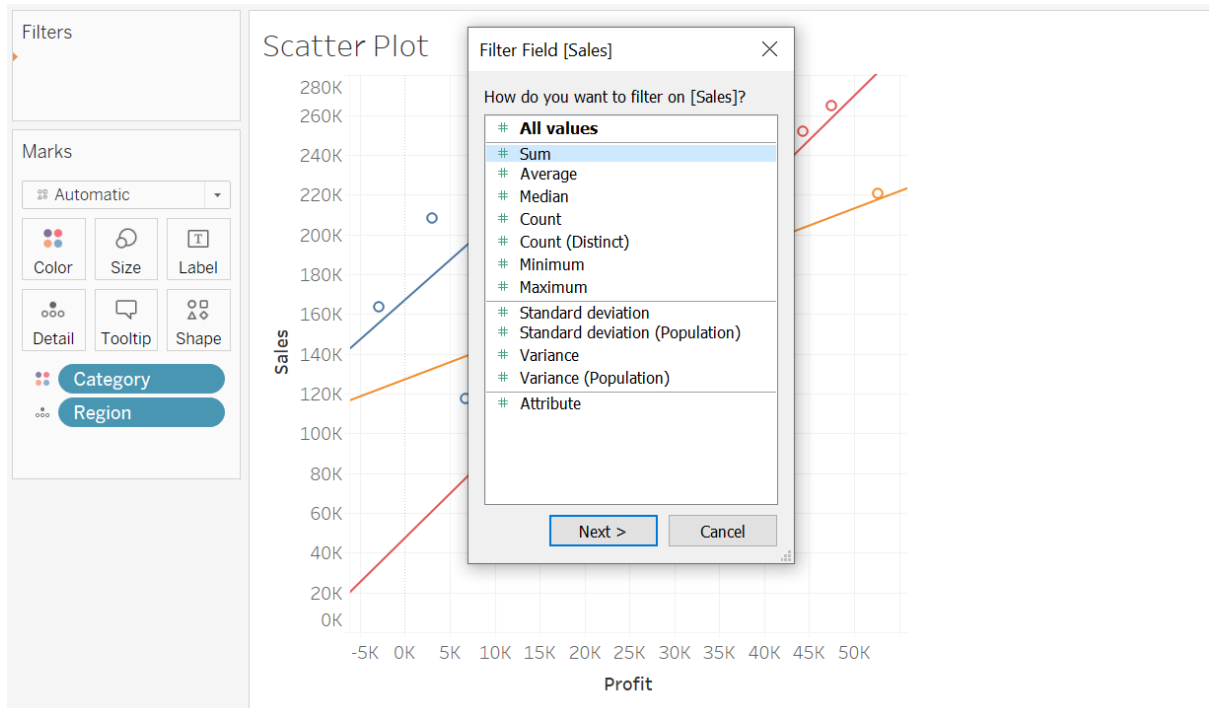 Filters
Marks
Automatic
Color
Size
Label
Detail
Tooltip
Shape
Category
Region
Scatter Plot
280K
260K
240K
220K
200K
180K
160K
140K
120K
100K
80K
60K
40K
20K
0K
Sales
-5K 0K 5K 10K 15K 20K 25K 30K 35K 40K 45K 50K
Profit
Filter Field [Sales]
How do you want to filter on [Sales]?
# All values
# Sum
# Average
# Median
# Count
# Count (Distinct)
# Minimum
# Maximum
# Standard deviation
# Standard deviation (Population)
# Variance
# Variance (Population)
# Attribute
Next >
Cancel